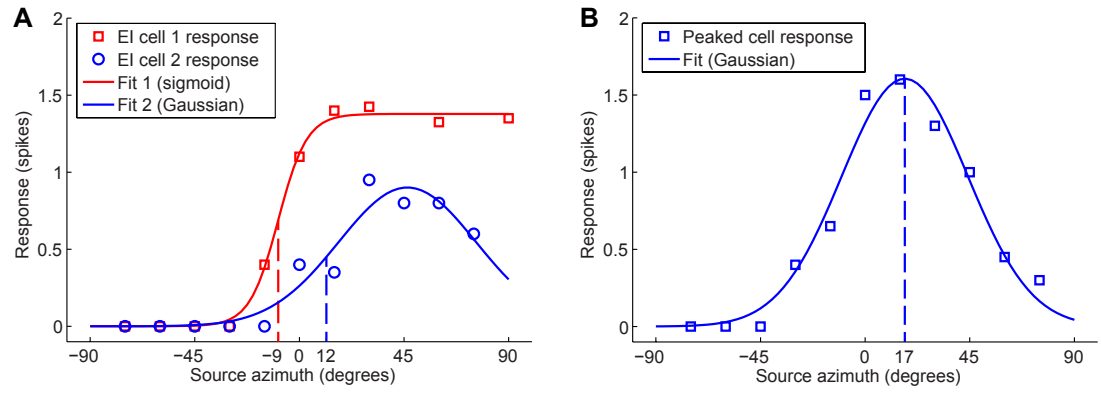 A
EI cell 1 response
EI cell 2 response
Fit 1 (sigmoid)
Fit 2 (Gaussian)
2
1.5
1
0.5
0
Response (spikes)
−90 −45 −9 0 12 45 90
Source azimuth (degrees)
B
Peaked cell response
Fit (Gaussian)
2
1.5
1
0.5
0
Response (spikes)
−90 −45 0 17 45 90
Source azimuth (degrees)